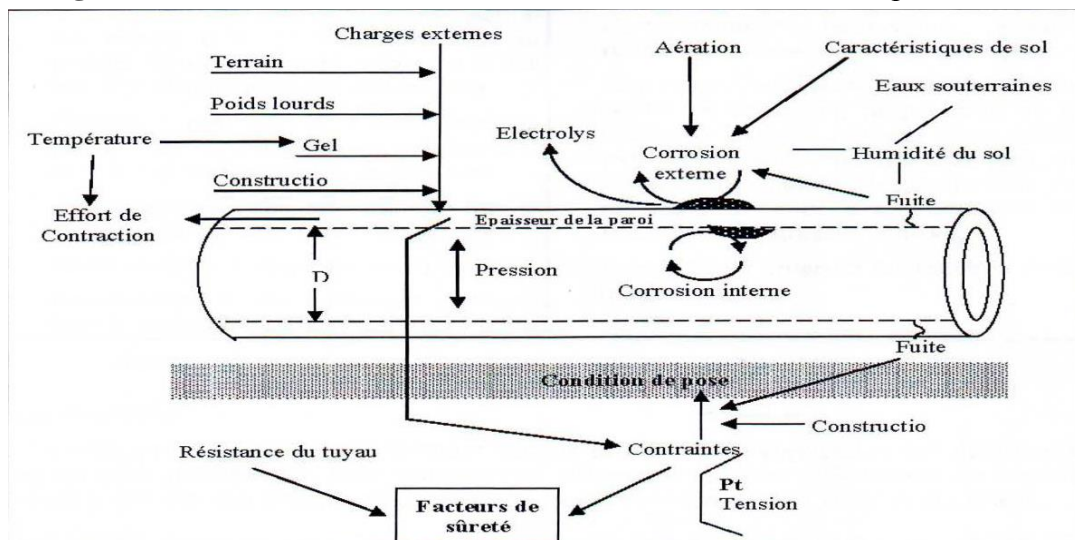 Charges externes
Aération
Caractéristiques de sol
Terrain
Eaux souterraines
Poids lourds
Electrolys
Température
Gel
Corrosion
externe
Humidité du sol
Constructio
Fuite
Effort de
Contraction
Epaisseur de la paroi
D
Pression
Corrosion interne
Fuite
Condition de pose
Constructio
Résistance du tuyau
Contraintes
Pt
Tension
Facteurs de
sûreté